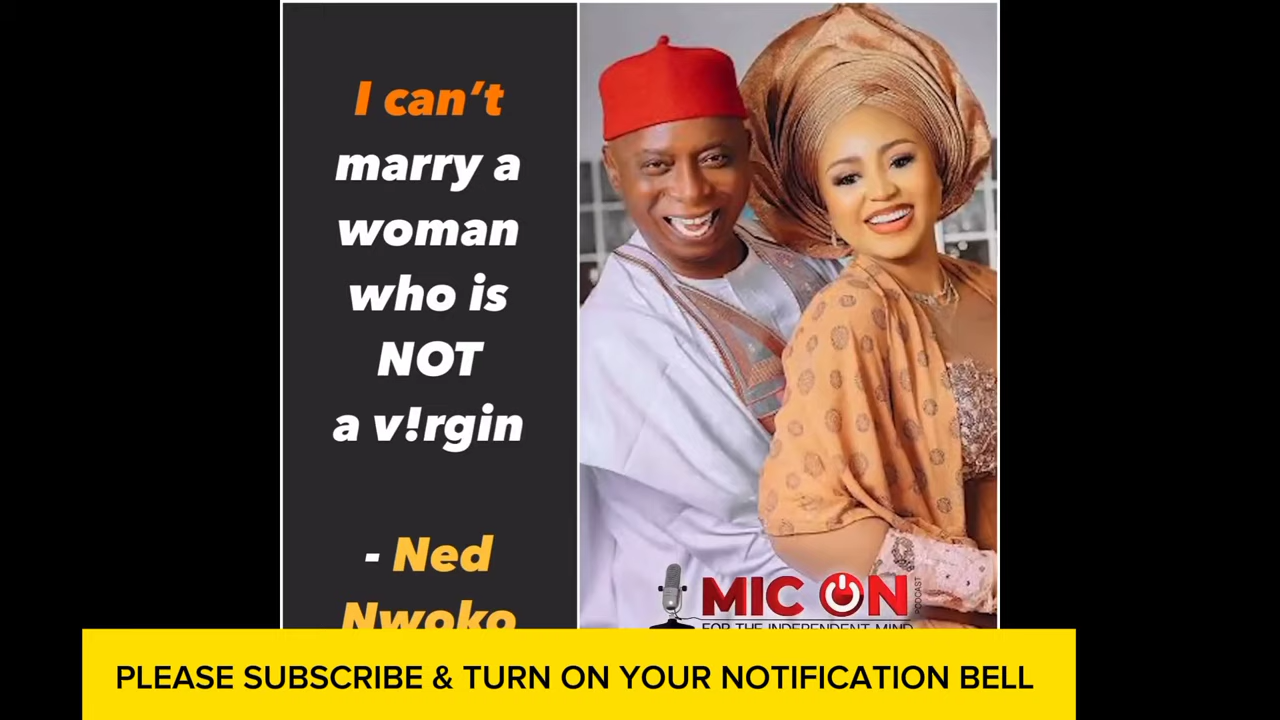 I can't
marry a
woman
who is
NOT
a v!rgin
- Ned
Nwoko
MIC ON
PODCAST
FOR THE INDEPENDENT MIND
PLEASE SUBSCRIBE & TURN ON YOUR NOTIFICATION BELL